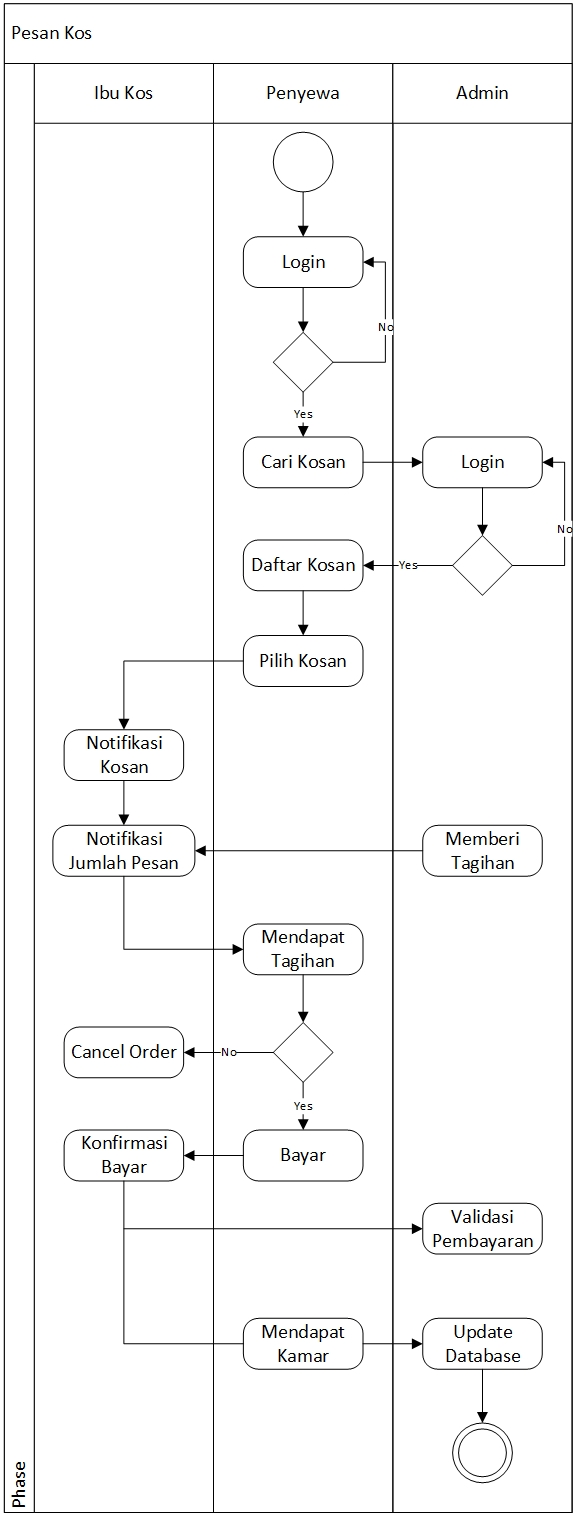 Pesan Kos
Ibu Kos
Penyewa
Admin
Login
No
Yes
Cari Kosan
Login
No
Daftar Kosan
Yes
Pilih Kosan
Notifikasi
Kosan
Notifikasi
Jumlah Pesan
Memberi
Tagihan
Mendapat
Tagihan
Cancel Order
No
Yes
Konfirmasi
Bayar
Bayar
Validasi
Pembayaran
Mendapat
Kamar
Update
Database
Phase